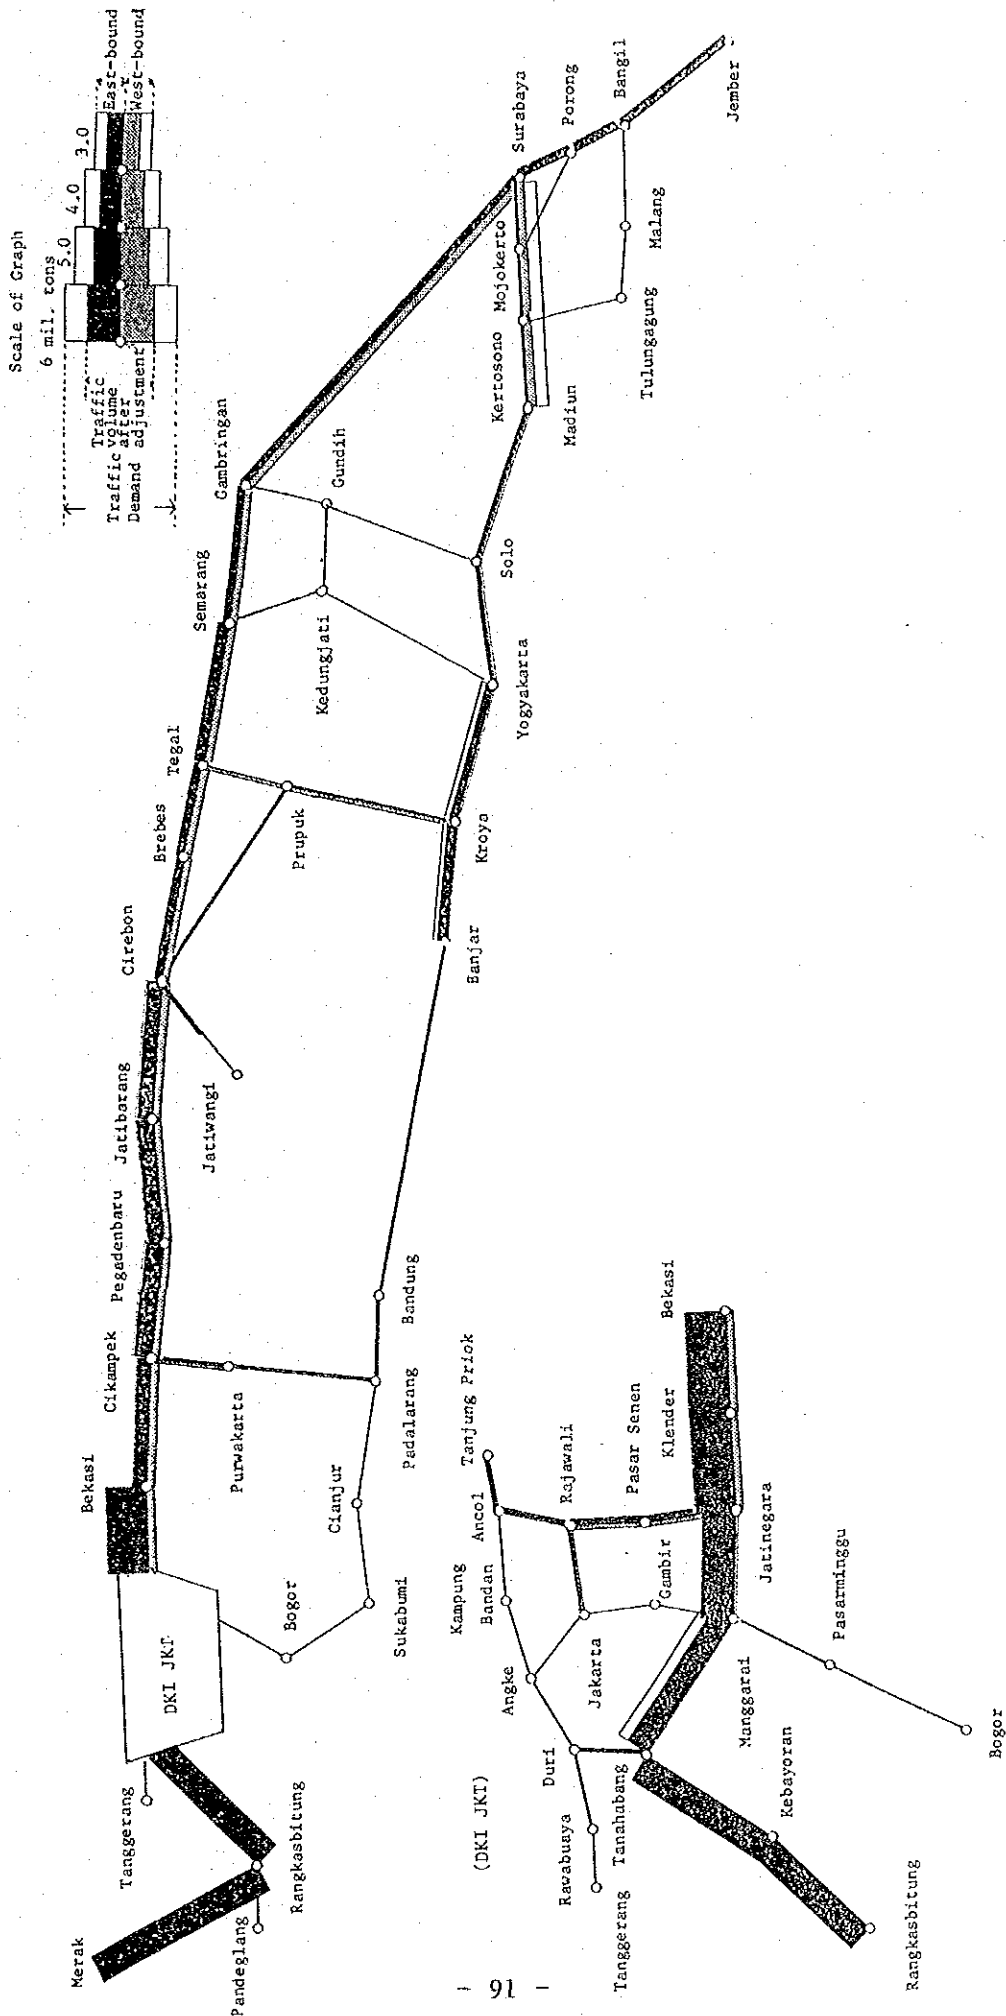 Scale of Graph
6 mil. tons
5.0
4.0
3.0
Traffic
Traffic volume
after
Demand adjustment
East-bound
West-bound
Merak
Tanggerang
Pandeglang
Rangkasbitung
DKI JKT
Bekasi
Cikampek
Pegadenbaru
Jatibarang
Cirebon
Brebes
Tegal
Semarang
Gambringan
Gundih
Kedungjati
Prupuk
Jatiwangi
Purwakarta
Bogor
Sukabumi
Cianjur
Padalarang
Bandung
Banjar
Kroya
Yogyakarta
Solo
Madiun
Kertosono
Mojokerto
Surabaya
Porong
Bangil
Jember
Malang
Tulungagung
(DKI JKT)
Tanjung Priok
Ancol
Kampung
Bandan
Rajawali
Angke
Jakarta
Pasar Senen
Gambir
Klender
Bekasi
Duri
Rawabuaya
Tanggerang
Tanahabang
Manggarai
Jatinegara
Pasarminggu
Kebayoran
Bogor
Rangkasbitung
- 91 -